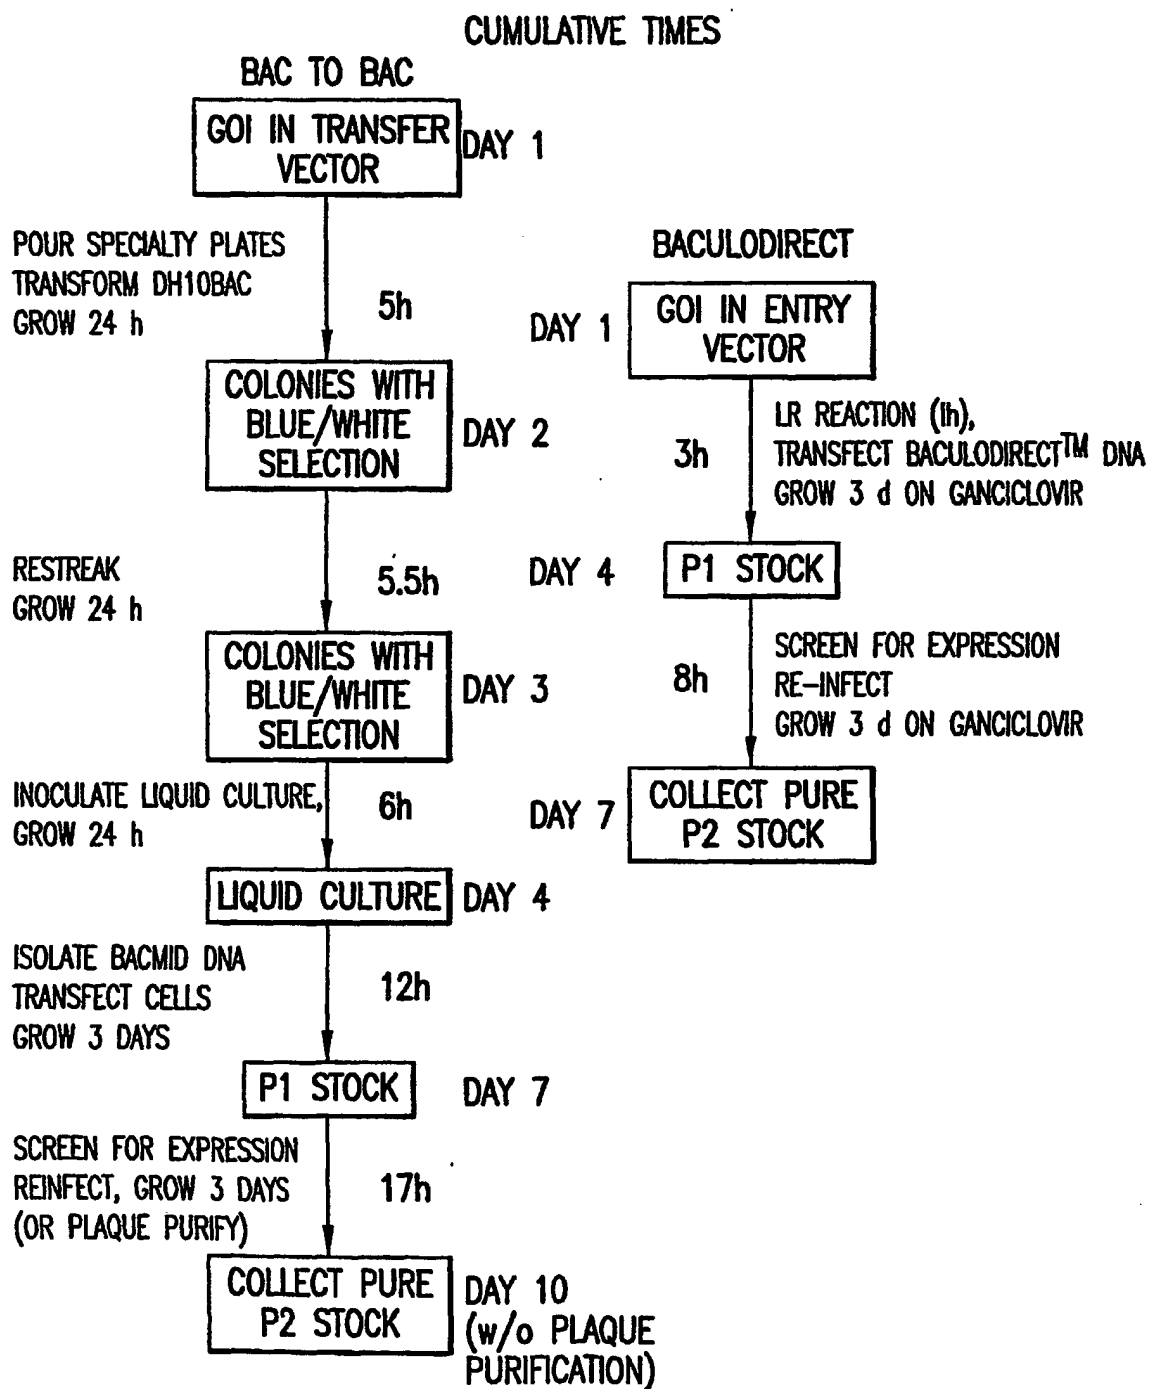 CUMULATIVE TIMES
BAC TO BAC
GOI IN TRANSFER
VECTOR
DAY 1
POUR SPECIALTY PLATES
TRANSFORM DH10BAC
GROW 24 h
5h
COLONIES WITH
BLUE/WHITE
SELECTION
DAY 2
RESTREAK
GROW 24 h
5.5h
COLONIES WITH
BLUE/WHITE
SELECTION
DAY 3
INOCULATE LIQUID CULTURE,
GROW 24 h
6h
LIQUID CULTURE
DAY 4
ISOLATE BACMID DNA
TRANSFECT CELLS
GROW 3 DAYS
12h
P1 STOCK
DAY 7
SCREEN FOR EXPRESSION
REINFECT, GROW 3 DAYS
(OR PLAQUE PURIFY)
17h
COLLECT PURE
P2 STOCK
DAY 10
(w/o PLAQUE
PURIFICATION)
BACULODIRECT
DAY 1
GOI IN ENTRY
VECTOR
3h
LR REACTION (1h),
TRANSFECT BACULODIRECT™ DNA
GROW 3 d ON GANCICLOVIR
DAY 4
P1 STOCK
8h
SCREEN FOR EXPRESSION
RE-INFECT
GROW 3 d ON GANCICLOVIR
DAY 7
COLLECT PURE
P2 STOCK